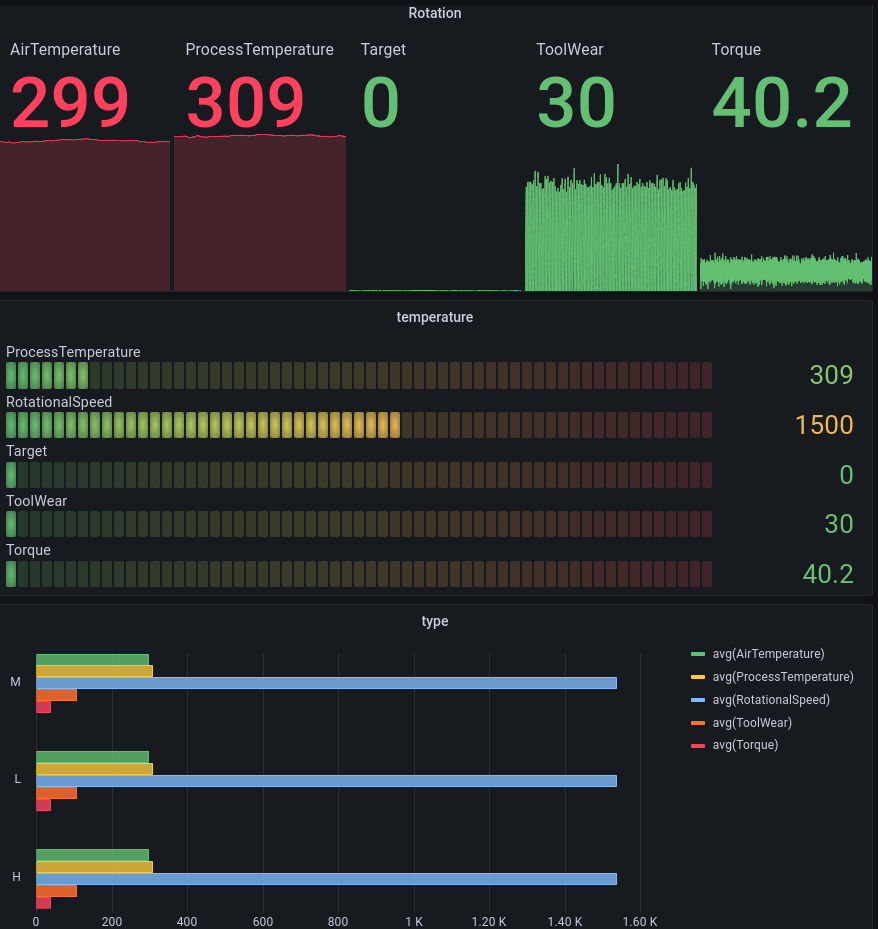 Rotation
AirTemperature ProcessTemperature Target ToolWear Torque
299 309 0 30 40.2
temperature
ProcessTemperature
309
RotationalSpeed
1500
Target
0
ToolWear
30
Torque
40.2
type
avg(AirTemperature)
avg(ProcessTemperature)
avg(RotationalSpeed)
avg(ToolWear)
avg(Torque)
M
L
H
0 200 400 600 800 1 K 1.20 K 1.40 K 1.60 K